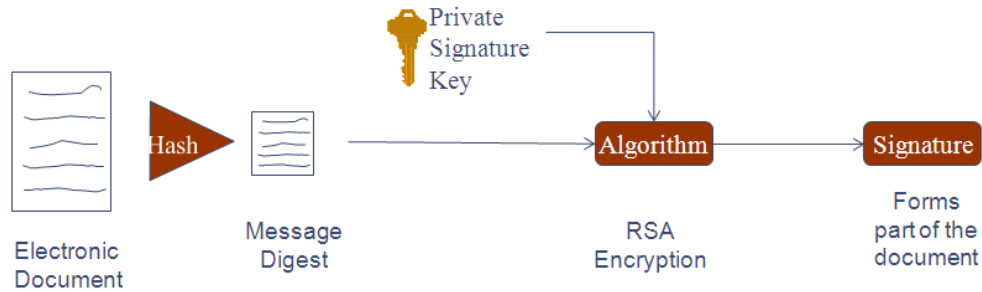 Private
Signature
Key
Hash
Algorithm
Signature
Electronic
Document
Message
Digest
RSA
Encryption
Forms
part of the
document